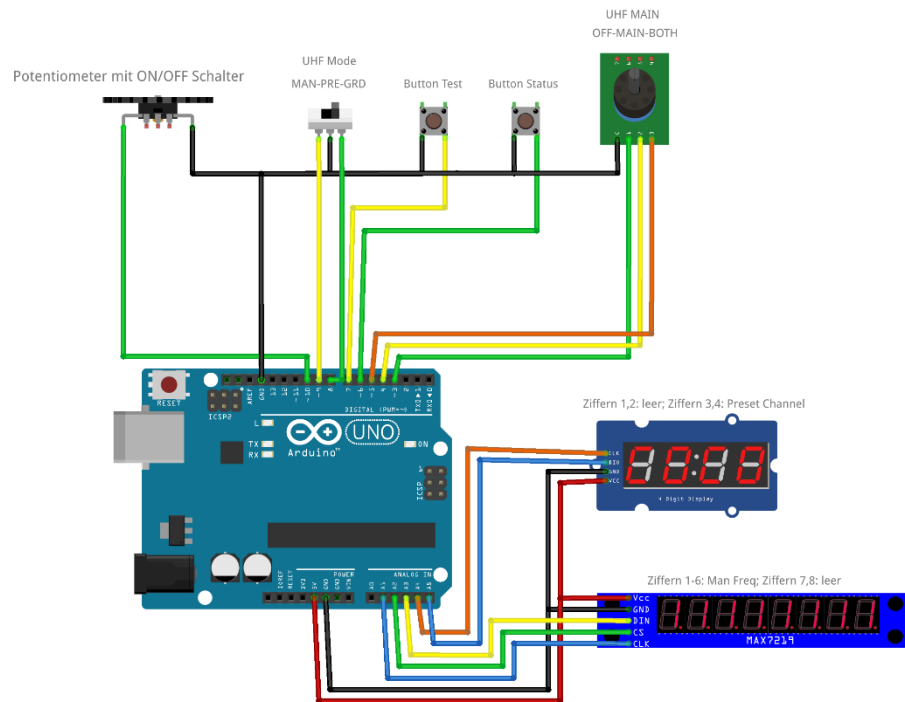 UHF MAIN
OFF-MAIN-BOTH
Potentiometer mit ON/OFF Schalter
UHF Mode
MAN-PRE-GRD
Button Test
Button Status
RESET
ICSP2
AREF
GND
13
12
~11
~10
~9
8
7
~6
~5
4
~3
2
TX0▶1
RX0◀0
DIGITAL (PWM=~)
L
TX
RX
Arduino™
UNO
ON
ICSP
1
Ziffern 1,2: leer; Ziffern 3,4: Preset Channel
CLK
DIO
GND
VCC
4 Digit Display
IOREF
RESET
3V3
5V
GND
GND
VIN
POWER
ANALOG IN
A0
A1
A2
A3
A4
A5
Ziffern 1-6: Man Freq; Ziffern 7,8: leer
Vcc
GND
DIN
CS
CLK
MAX7219